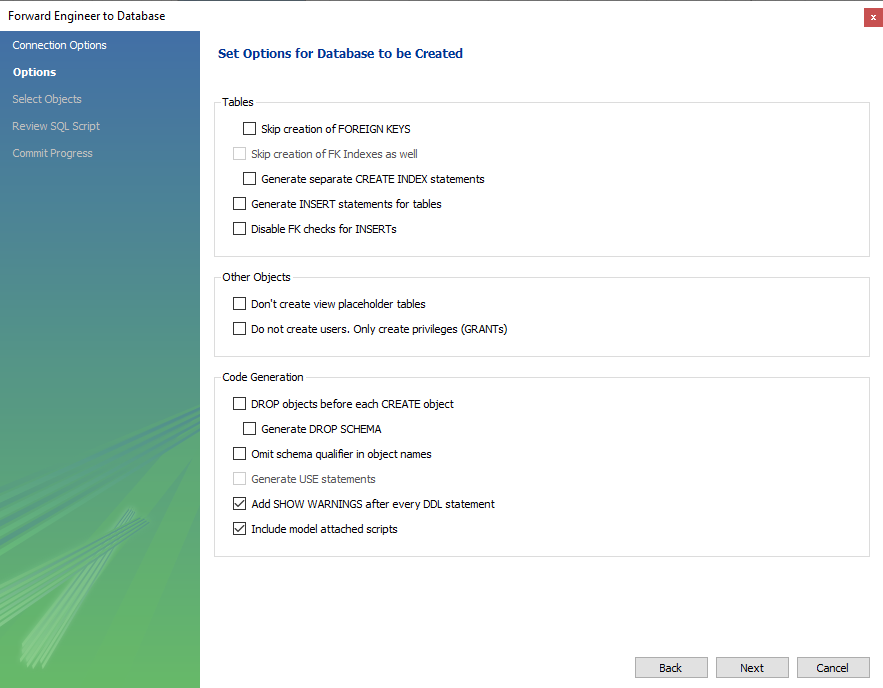 Forward Engineer to Database
x
Connection Options
Options
Select Objects
Review SQL Script
Commit Progress
Set Options for Database to be Created
Tables
Skip creation of FOREIGN KEYS
Skip creation of FK Indexes as well
Generate separate CREATE INDEX statements
Generate INSERT statements for tables
Disable FK checks for INSERTs
Other Objects
Don't create view placeholder tables
Do not create users. Only create privileges (GRANTs)
Code Generation
DROP objects before each CREATE object
Generate DROP SCHEMA
Omit schema qualifier in object names
Generate USE statements
Add SHOW WARNINGS after every DDL statement
Include model attached scripts
Back Next Cancel